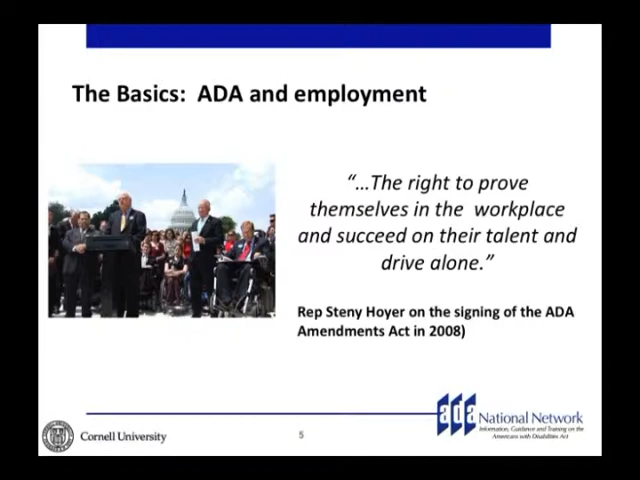 The Basics:  ADA and employment
“...The right to prove
themselves in the  workplace
and succeed on their talent and
drive alone.”
Rep Steny Hoyer on the signing of the ADA
Amendments Act in 2008)
ada National Network
Information, Guidance and Training on the
Americans with Disabilities Act
Cornell University
5